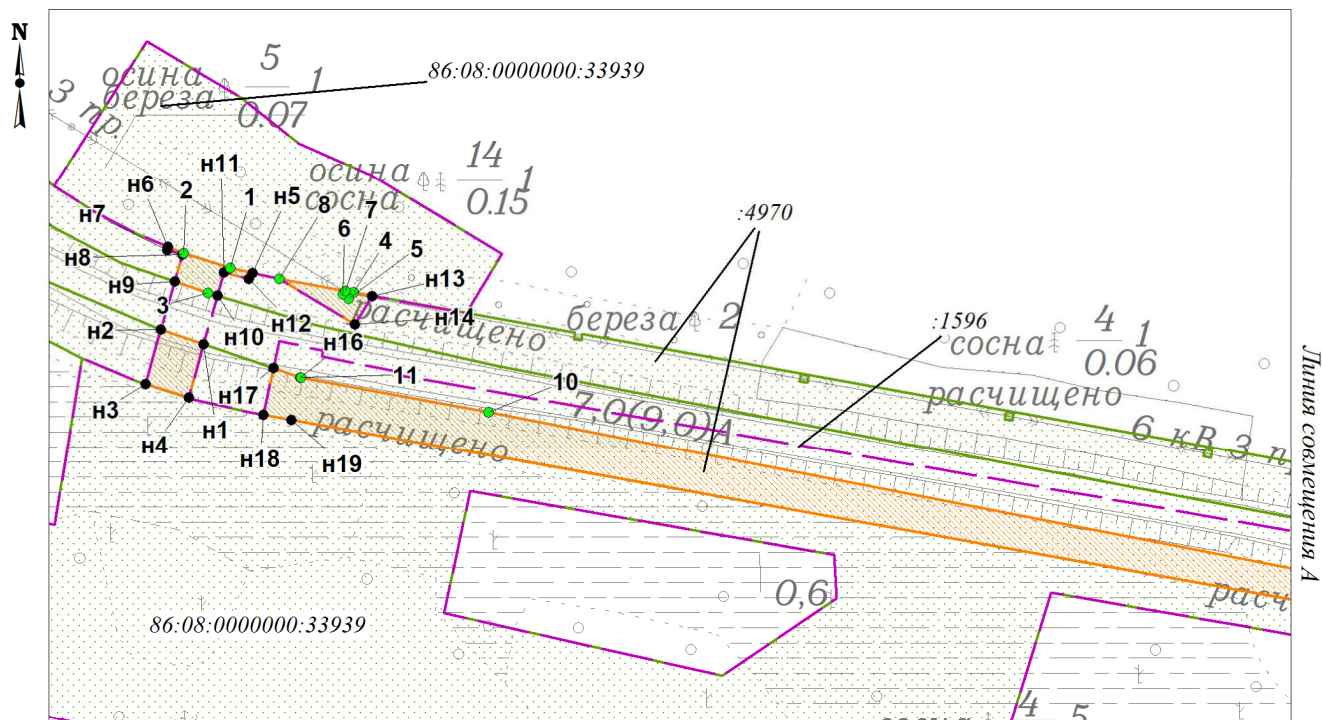 N
осина 5 1
береза 0.07
3 пр.
86:08:0000000:33939
осина 14 1
сосна 0.15
н11
н6
2
1
н5
8
7
н7
6
4
5
н8
н13
н9
3
н12
расчищено
н14
н2
н10
н16
береза 2
:4970
:1596
сосна 4 1
0.06
расчищено
н3
н17
11
10
7,0(9,0)А
6 кВ 3 п
н4
н1
расчищено
н18
н19
Линия совмещения А
0,6
расч
86:08:0000000:33939
4
5